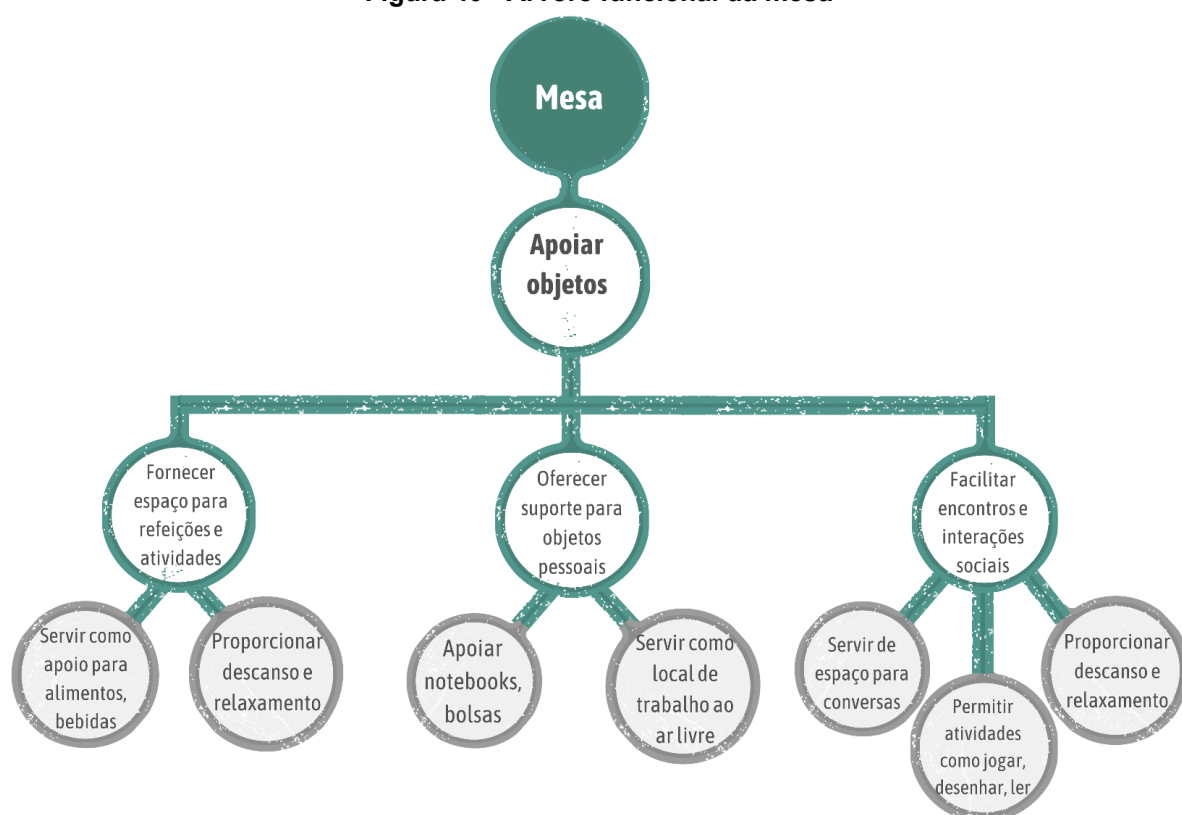 Mesa
Apoiar
objetos
Fornecer
espaço para
refeições e
atividades
Oferecer
suporte para
objetos
pessoais
Facilitar
encontros e
interações
sociais
Servir como
apoio para
alimentos,
bebidas
Proporcionar
descanso e
relaxamento
Apoiar
notebooks,
bolsas
Servir como
local de
trabalho ao
ar livre
Servir de
espaço para
conversas
Permitir
atividades
como jogar,
desenhar, ler
Proporcionar
descanso e
relaxamento